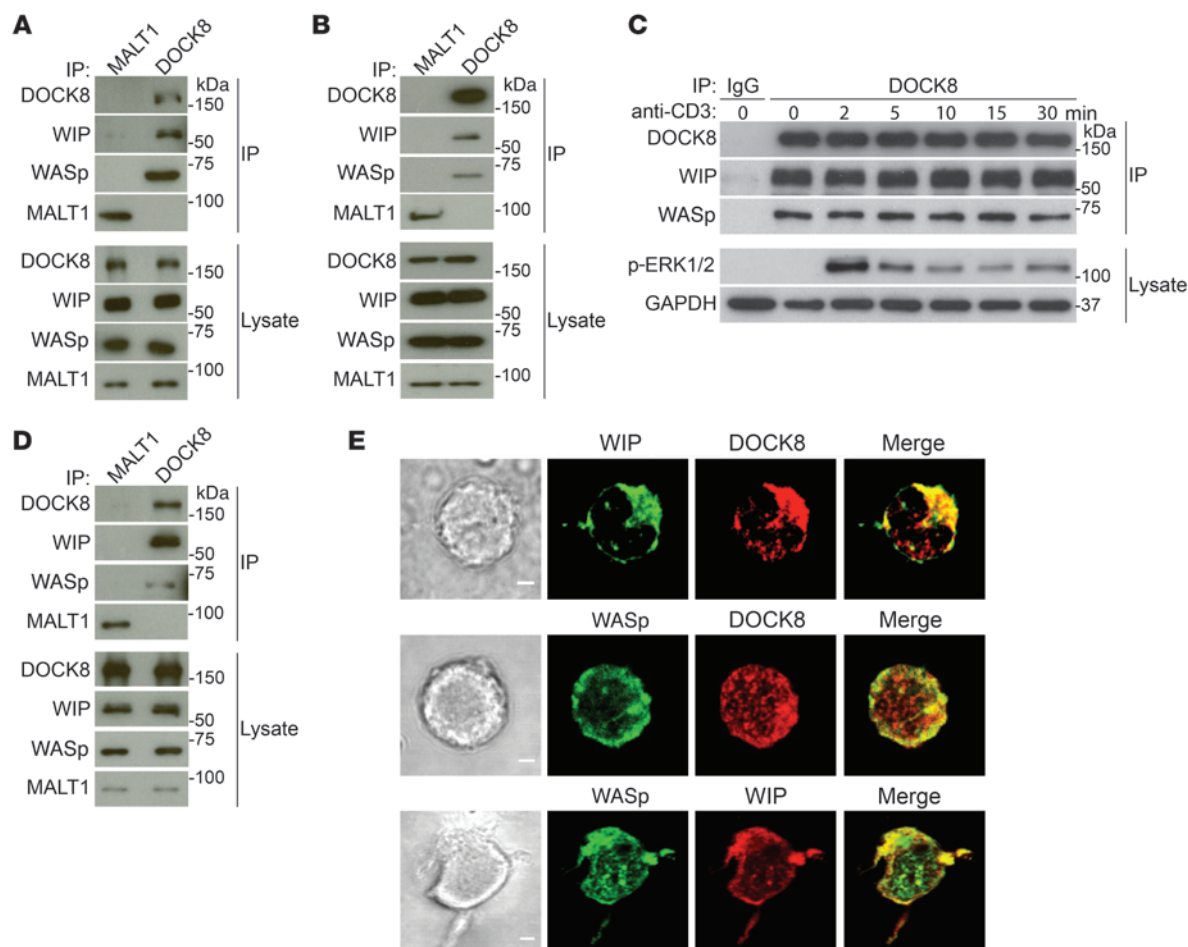 A
MALT1 DOCK8
IP:
kDa
DOCK8 -150
WIP -50
WASp -75
MALT1 -100
IP
DOCK8 -150
WIP -50
WASp -75
MALT1 -100
Lysate
B
MALT1 DOCK8
IP:
kDa
DOCK8 -150
WIP -50
WASp -75
MALT1 -100
IP
DOCK8 -150
WIP -50
WASp -75
MALT1 -100
Lysate
C
IP: IgG DOCK8
anti-CD3: 0 0 2 5 10 15 30 min
kDa
DOCK8 -150
WIP -50
WASp -75
IP
p-ERK1/2 -100
GAPDH -37
Lysate
D
MALT1 DOCK8
IP:
kDa
DOCK8 -150
WIP -50
WASp -75
MALT1 -100
IP
DOCK8 -150
WIP -50
WASp -75
MALT1 -100
Lysate
E
WIP DOCK8 Merge
WASp DOCK8 Merge
WASp WIP Merge